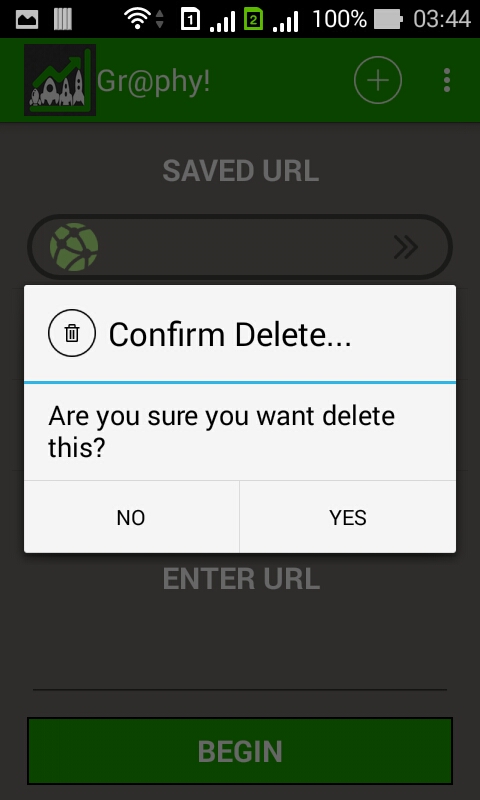 1 2 100% 03:44
Gr@phy!
SAVED URL
Confirm Delete...
Are you sure you want delete
this?
NO YES
ENTER URL
BEGIN